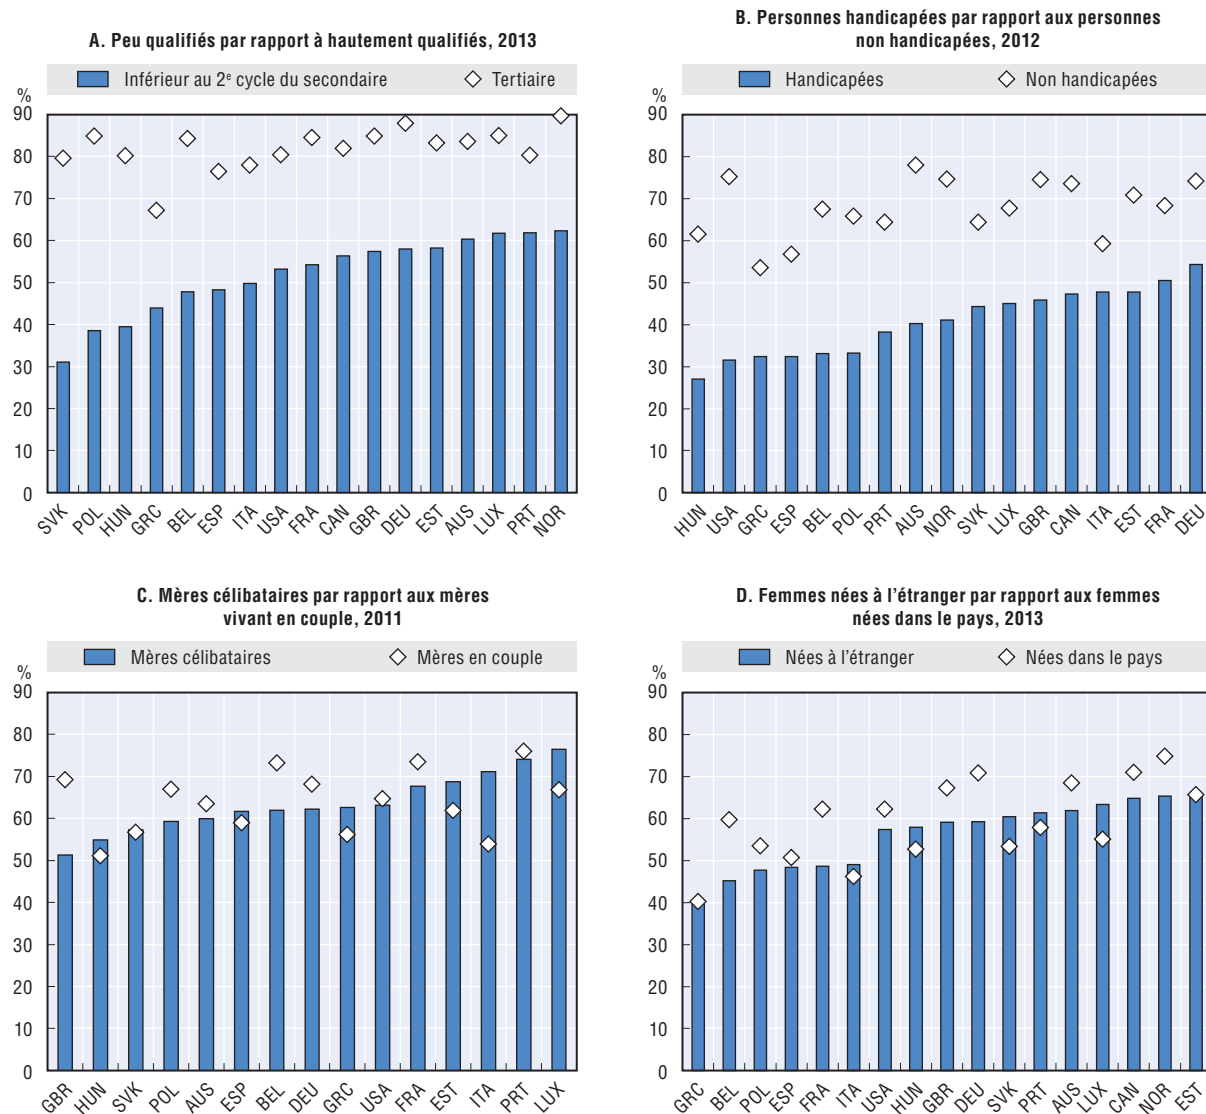 A. Peu qualifiés par rapport à hautement qualifiés, 2013
Inférieur au 2e cycle du secondaire
Tertiaire
%
90
80
70
60
50
40
30
20
10
0
SVK POL HUN GRC BEL ESP ITA USA FRA CAN GBR DEU EST AUS LUX PRT NOR
B. Personnes handicapées par rapport aux personnes
non handicapées, 2012
Handicapées
Non handicapées
%
90
80
70
60
50
40
30
20
10
0
HUN USA GRC ESP BEL POL PRT AUS NOR SVK LUX GBR CAN ITA EST FRA DEU
C. Mères célibataires par rapport aux mères
vivant en couple, 2011
Mères célibataires
Mères en couple
%
90
80
70
60
50
40
30
20
10
0
GBR HUN SVK POL AUS ESP BEL DEU GRC USA FRA EST ITA PRT LUX
D. Femmes nées à l'étranger par rapport aux femmes
nées dans le pays, 2013
Nées à l'étranger
Nées dans le pays
%
90
80
70
60
50
40
30
20
10
0
GRC BEL POL ESP FRA ITA USA HUN GBR DEU SVK PRT AUS LUX CAN NOR EST